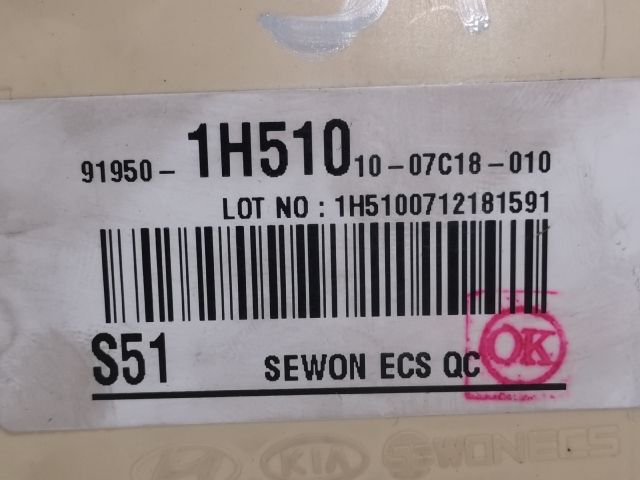 91950- 1H510 10-07C18-010
LOT NO : 1H5100712181591
S51 SEWON ECS QC OK
KIA SEWONECS